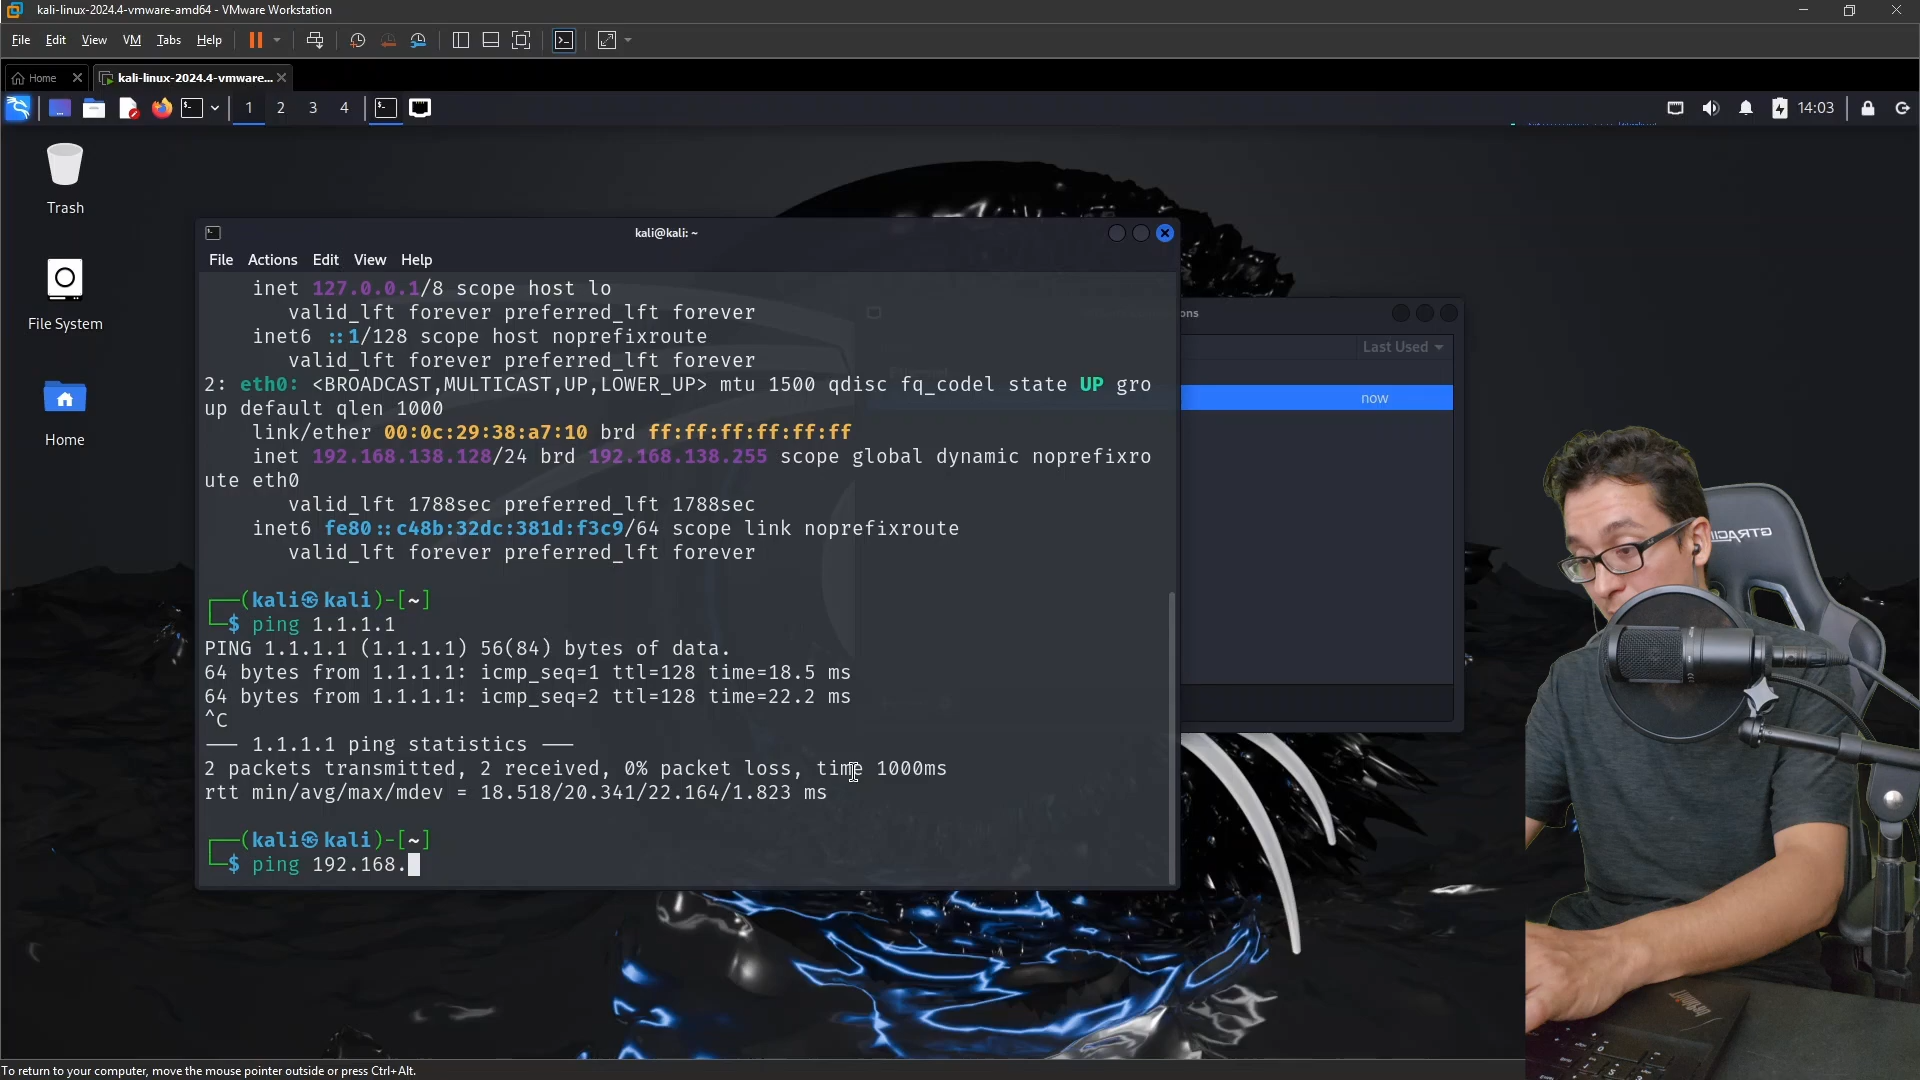 kali-linux-2024.4-vmware-amd64 - VMware Workstation
File Edit View VM Tabs Help
Home kali-linux-2024.4-vmware...
1 2 3 4 14:03
Trash
File System
Home
kali@kali: ~
File Actions Edit View Help
inet 127.0.0.1/8 scope host lo
valid_lft forever preferred_lft forever
inet6 ::1/128 scope host noprefixroute
valid_lft forever preferred_lft forever
2: eth0: <BROADCAST,MULTICAST,UP,LOWER_UP> mtu 1500 qdisc fq_codel state UP gro
up default qlen 1000
link/ether 00:0c:29:38:a7:10 brd ff:ff:ff:ff:ff:ff
inet 192.168.138.128/24 brd 192.168.138.255 scope global dynamic noprefixro
ute eth0
valid_lft 1788sec preferred_lft 1788sec
inet6 fe80::c48b:32dc:381d:f3c9/64 scope link noprefixroute
valid_lft forever preferred_lft forever
┌──(kali㉿kali)-[~]
└─$ ping 1.1.1.1
PING 1.1.1.1 (1.1.1.1) 56(84) bytes of data.
64 bytes from 1.1.1.1: icmp_seq=1 ttl=128 time=18.5 ms
64 bytes from 1.1.1.1: icmp_seq=2 ttl=128 time=22.2 ms
^C
--- 1.1.1.1 ping statistics ---
2 packets transmitted, 2 received, 0% packet loss, time 1000ms
rtt min/avg/max/mdev = 18.518/20.341/22.164/1.823 ms
┌──(kali㉿kali)-[~]
└─$ ping 192.168.
ons
Last Used
now
GTRACI
To return to your computer, move the mouse pointer outside or press Ctrl+Alt.